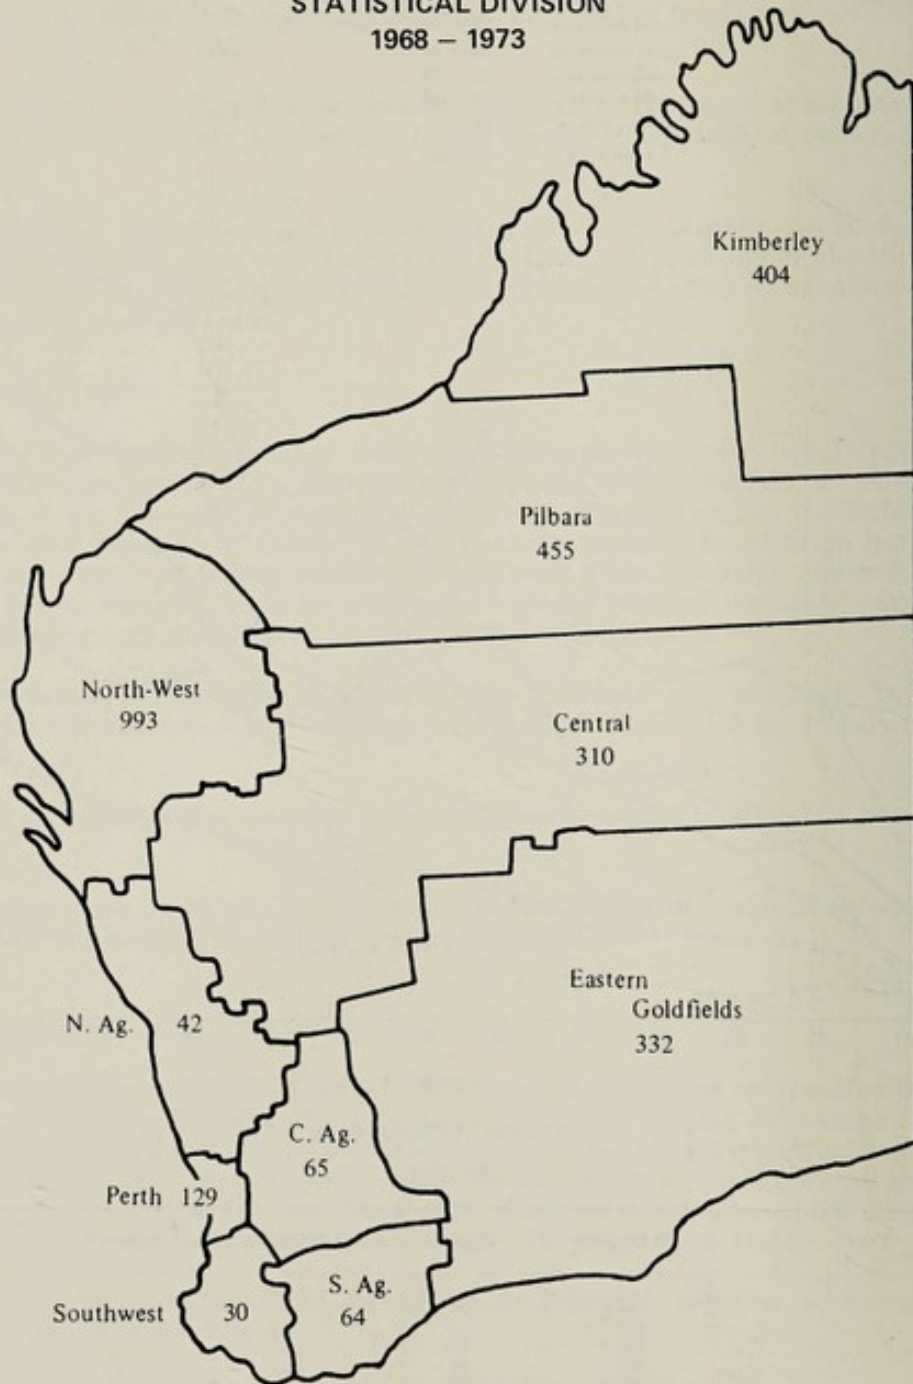 STATISTICAL DIVISION
1968 – 1973
Kimberley
404
Pilbara
455
North-West
993
Central
310
Eastern
Goldfields
332
N. Ag. 42
C. Ag.
65
Perth 129
S. Ag.
64
Southwest 30